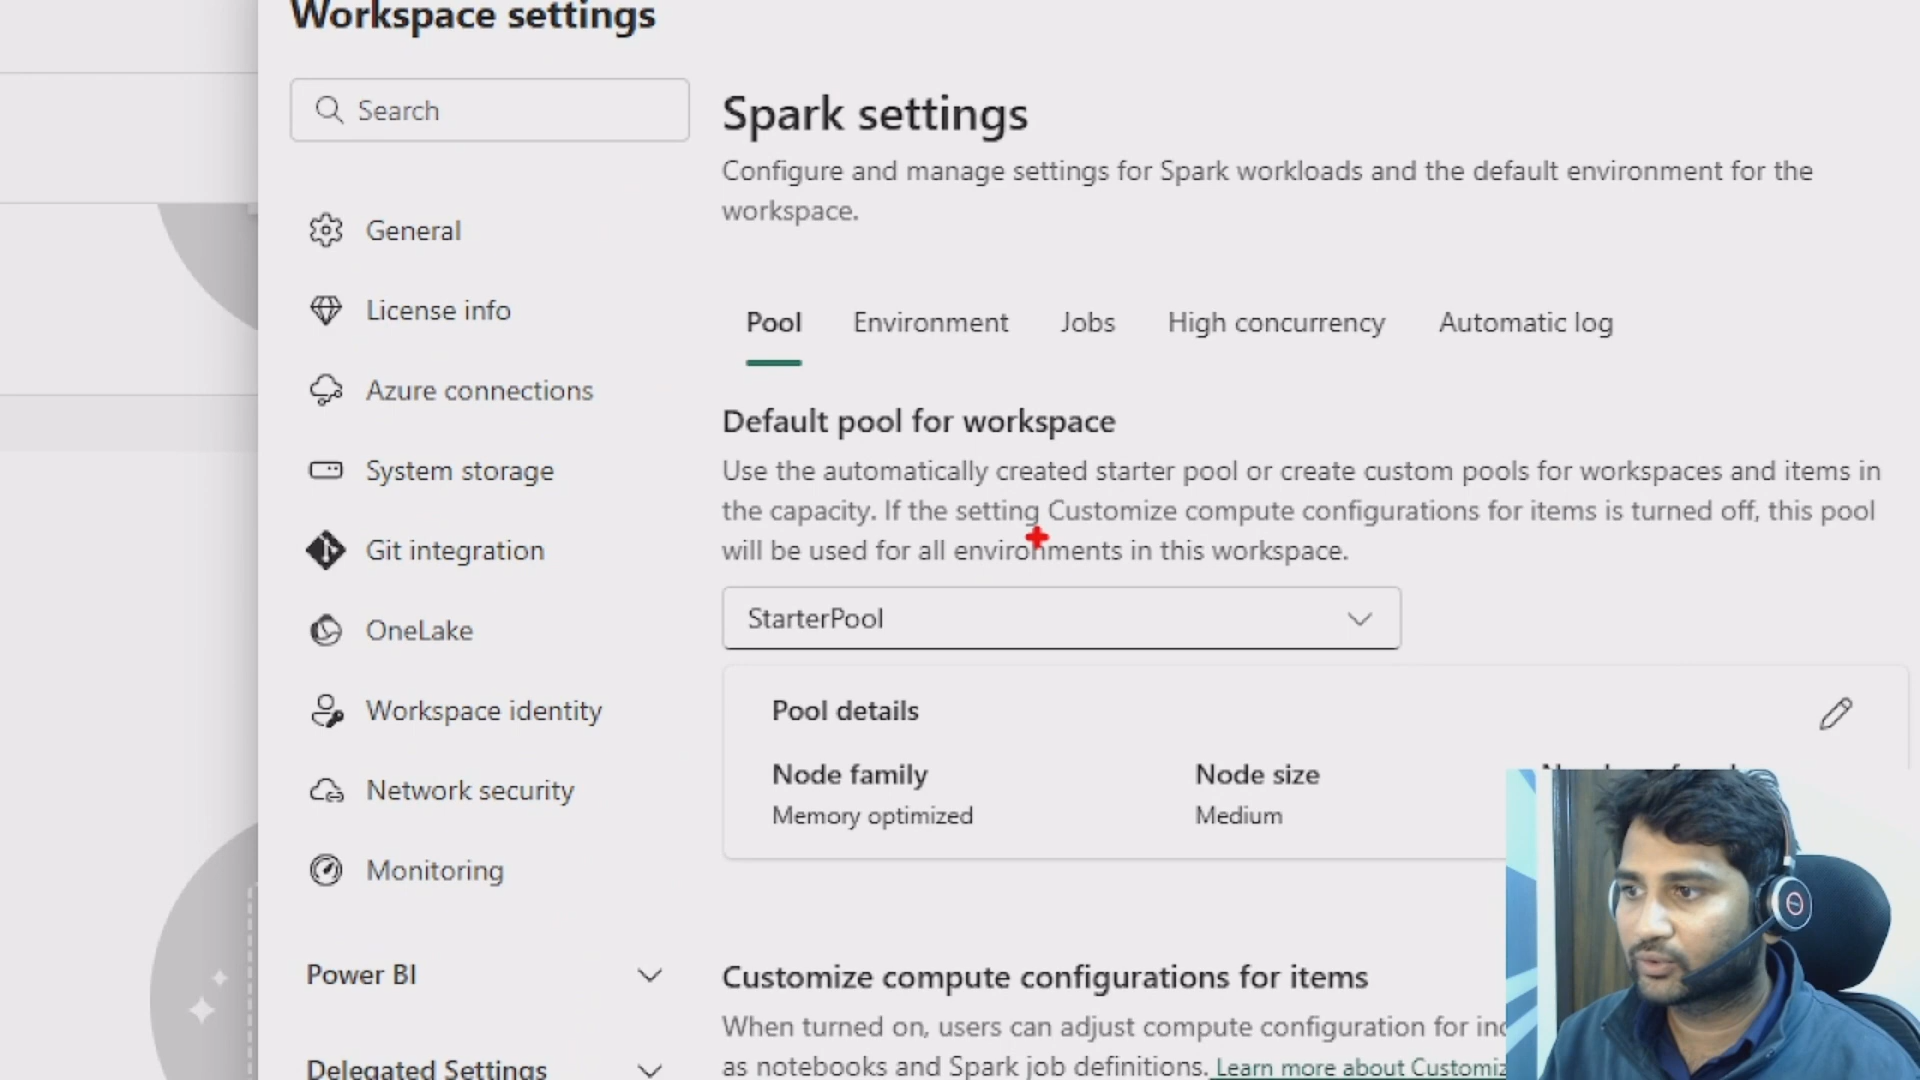 Workspace settings
Search
General
License info
Azure connections
System storage
Git integration
OneLake
Workspace identity
Network security
Monitoring
Power BI
Delegated Settings
Spark settings
Configure and manage settings for Spark workloads and the default environment for the
workspace.
Pool Environment Jobs High concurrency Automatic log
Default pool for workspace
Use the automatically created starter pool or create custom pools for workspaces and items in
the capacity. If the setting Customize compute configurations for items is turned off, this pool
will be used for all environments in this workspace.
StarterPool
Pool details
Node family Node size
Memory optimized Medium
Customize compute configurations for items
When turned on, users can adjust compute configuration for
as notebooks and Spark job definitions. Learn more about